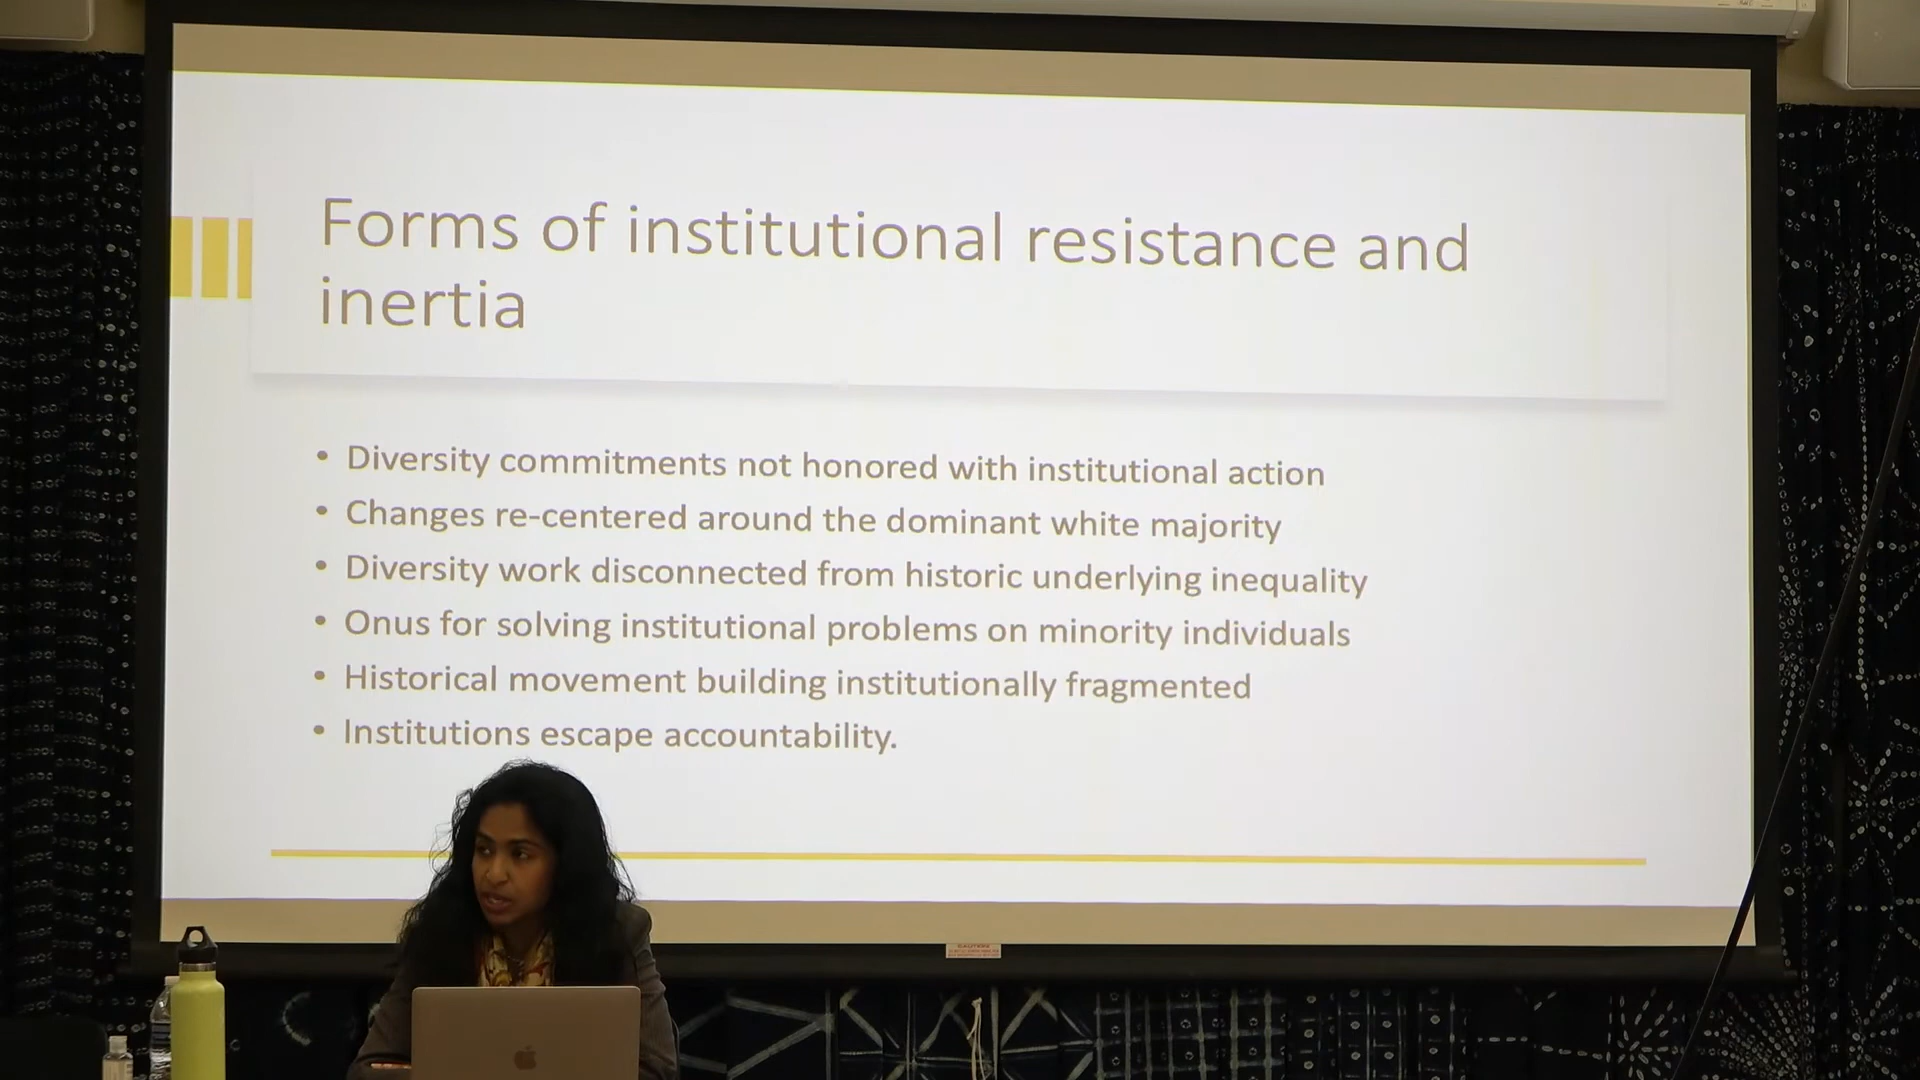 Forms of institutional resistance and
inertia
• Diversity commitments not honored with institutional action
• Changes re-centered around the dominant white majority
• Diversity work disconnected from historic underlying inequality
• Onus for solving institutional problems on minority individuals
• Historical movement building institutionally fragmented
• Institutions escape accountability.
CAUTION